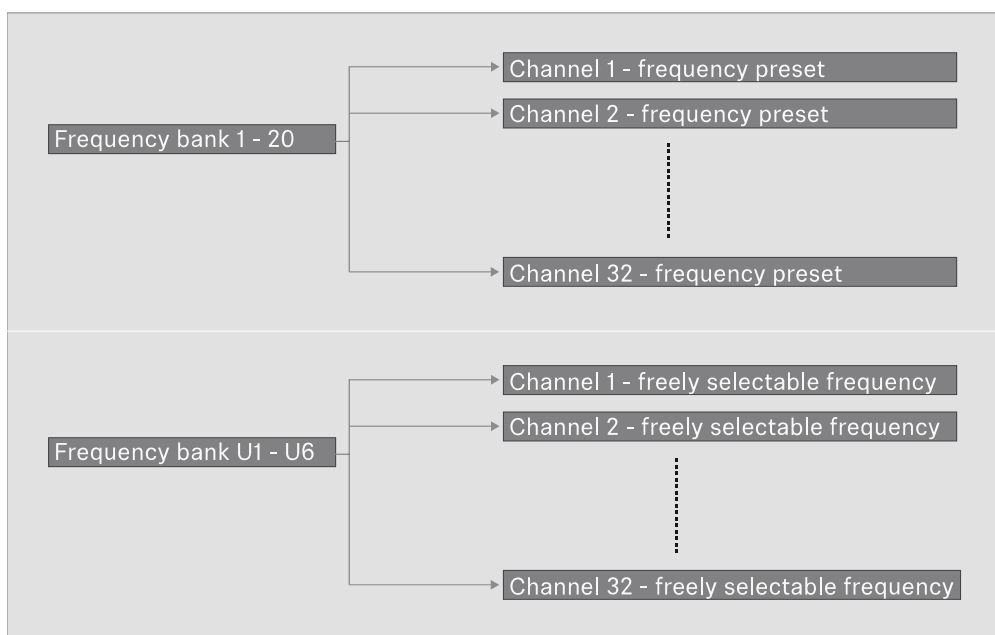 Channel 1 - frequency preset
Channel 2 - frequency preset
Frequency bank 1 - 20
Channel 32 - frequency preset
Channel 1 - freely selectable frequency
Channel 2 - freely selectable frequency
Frequency bank U1 - U6
Channel 32 - freely selectable frequency